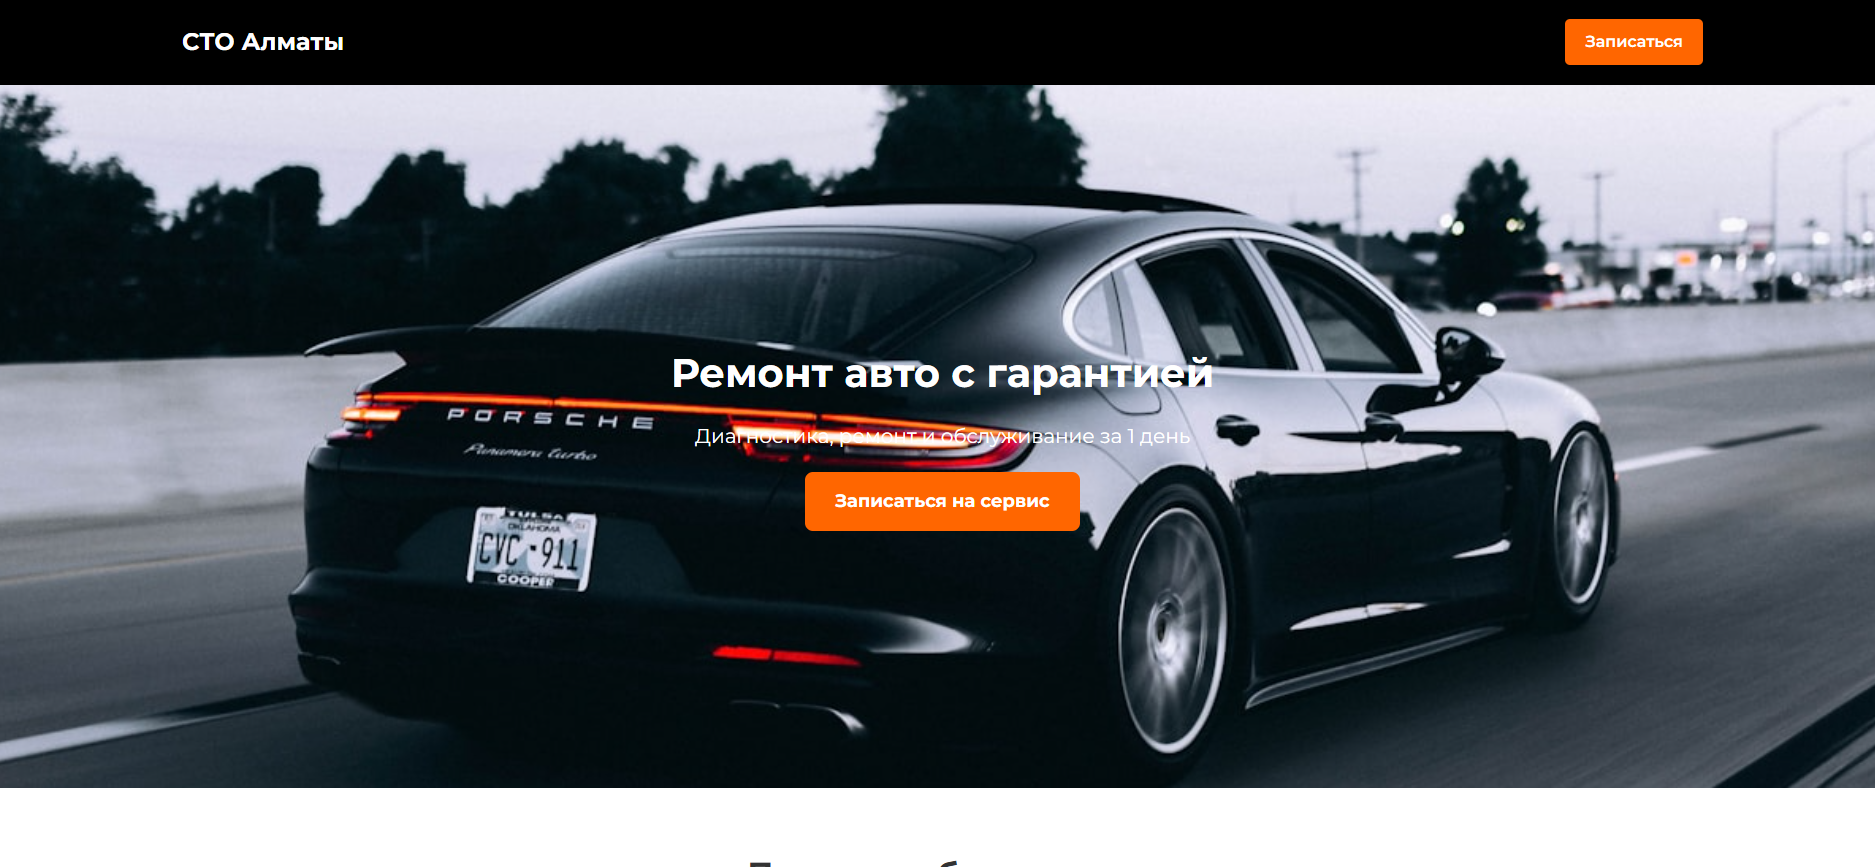 СТО Алматы
Записаться
Ремонт авто с гарантией
PORSCHE
Диагностика, ремонт и обслуживание за 1 день
Panamera turbo
Записаться на сервис
TULSA
OKLAHOMA
CVC-911
COOPER